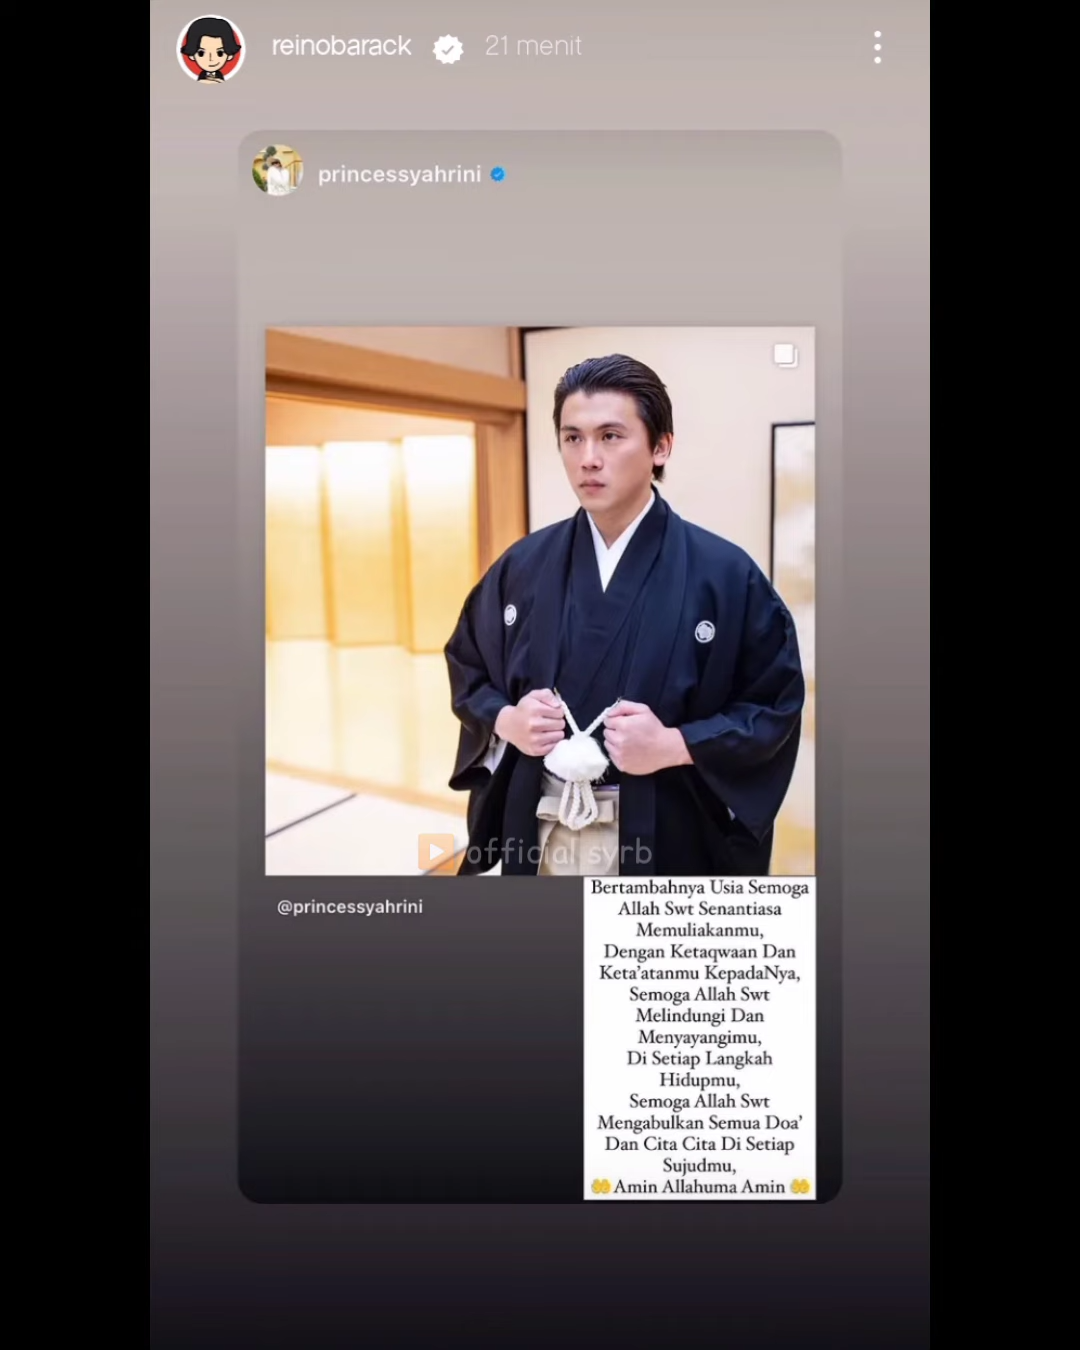 reinobarack 21 menit
princessyahrini
official syrb
@princessyahrini
Bertambahnya Usia Semoga
Allah Swt Senantiasa
Memuliakanmu,
Dengan Ketaqwaan Dan
Keta’atanmu KepadaNya,
Semoga Allah Swt
Melindungi Dan
Menyayangimu,
Di Setiap Langkah
Hidupmu,
Semoga Allah Swt
Mengabulkan Semua Doa’
Dan Cita Cita Di Setiap
Sujudmu,
🤲 Amin Allahuma Amin 🤲